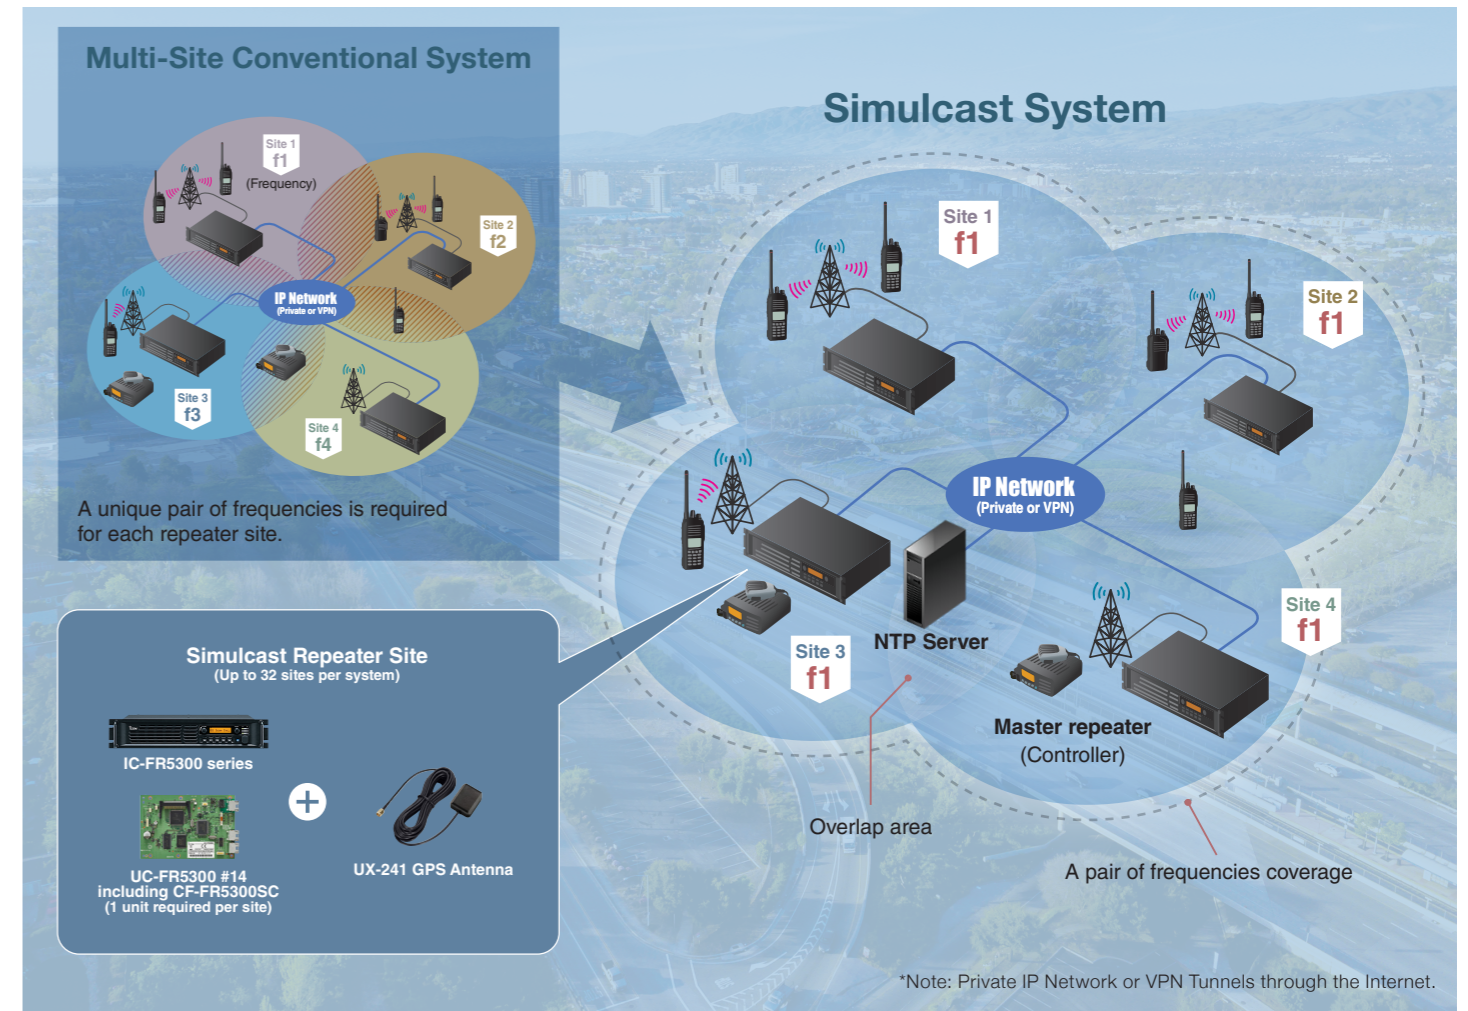 Multi-Site Conventional System
Site 1
f1
(Frequency)
Site 2
f2
IP Network
(Private or VPN)
Site 3
f3
Site 4
f4
A unique pair of frequencies is required
for each repeater site.
Simulcast System
Site 1
f1
Site 2
f1
IP Network
(Private or VPN)
NTP Server
Site 3
f1
Site 4
f1
Master repeater
(Controller)
Overlap area
A pair of frequencies coverage
Simulcast Repeater Site
(Up to 32 sites per system)
IC-FR5300 series
UC-FR5300 #14
including CF-FR5300SC
(1 unit required per site)
UX-241 GPS Antenna
*Note: Private IP Network or VPN Tunnels through the Internet.